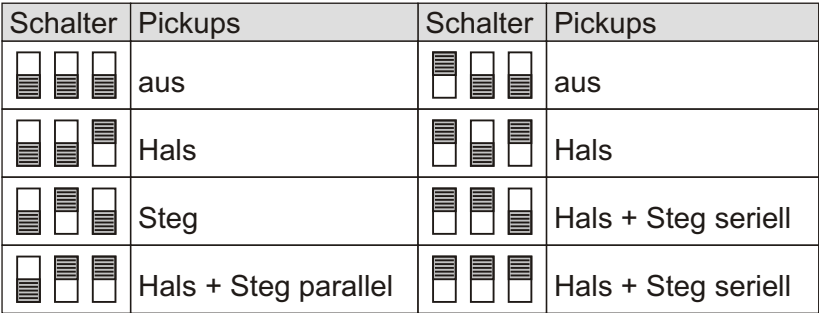 Schalter Pickups Schalter Pickups
aus aus
Hals Hals
Steg Hals + Steg seriell
Hals + Steg parallel Hals + Steg seriell